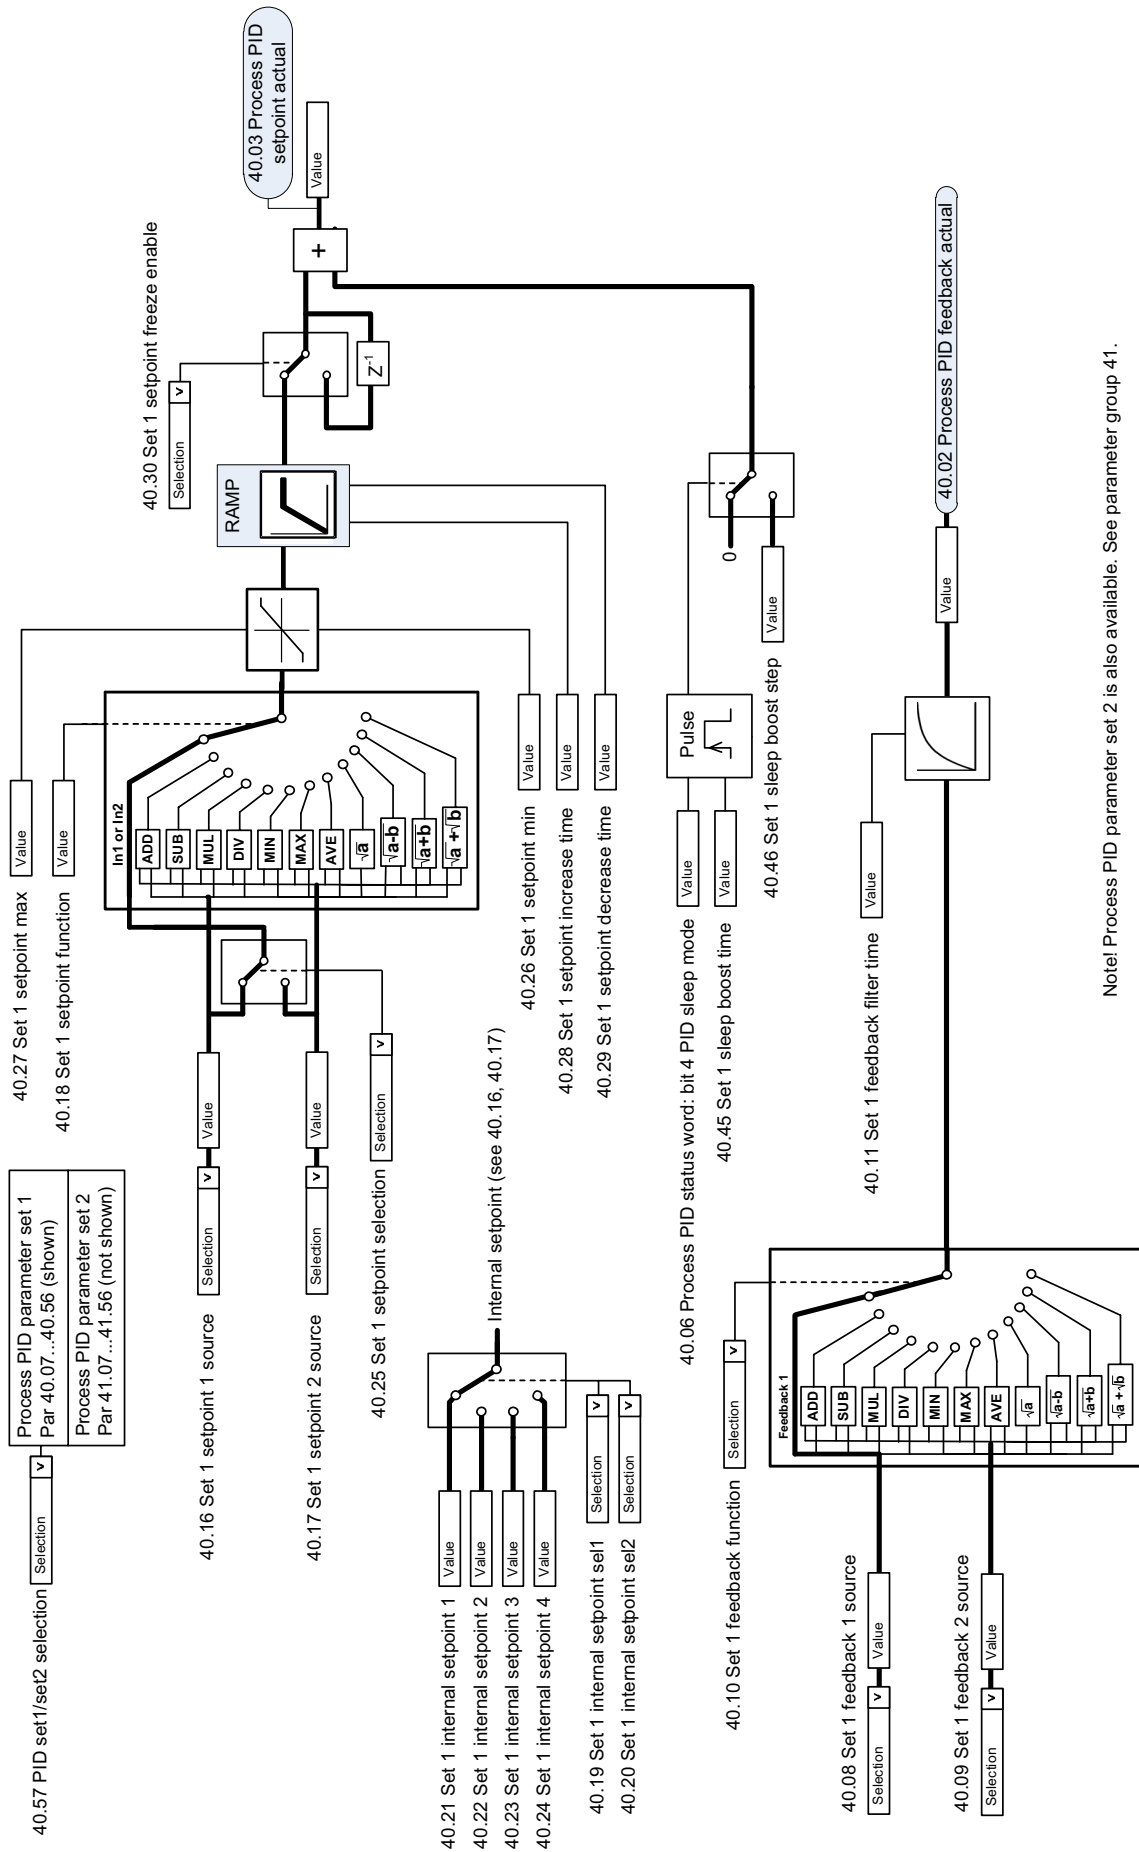 40.57 PID set1/set2 selection
Selection
v
Process PID parameter set 1
Par 40.07...40.56 (shown)
Process PID parameter set 2
Par 41.07...41.56 (not shown)
40.27 Set 1 setpoint max
Value
40.18 Set 1 setpoint function
Value
40.16 Set 1 setpoint 1 source
Selection
v
Value
40.17 Set 1 setpoint 2 source
Selection
v
Value
40.25 Set 1 setpoint selection
Selection
v
In1 or In2
ADD
SUB
MUL
DIV
MIN
MAX
AVE
√a
√a-b
√a+b
√a + √b
RAMP
40.30 Set 1 setpoint freeze enable
Selection
v
Z-1
+
40.03 Process PID
setpoint actual
Value
40.26 Set 1 setpoint min
Value
40.28 Set 1 setpoint increase time
Value
40.29 Set 1 setpoint decrease time
Value
40.21 Set 1 internal setpoint 1
Value
40.22 Set 1 internal setpoint 2
Value
40.23 Set 1 internal setpoint 3
Value
40.24 Set 1 internal setpoint 4
Value
40.19 Set 1 internal setpoint sel1
Selection
v
40.20 Set 1 internal setpoint sel2
Selection
v
Internal setpoint (see 40.16, 40.17)
40.06 Process PID status word: bit 4 PID sleep mode
Value
40.45 Set 1 sleep boost time
Value
Pulse
0
40.46 Set 1 sleep boost step
Value
40.10 Set 1 feedback function
Selection
v
40.08 Set 1 feedback 1 source
Selection
v
Value
40.09 Set 1 feedback 2 source
Selection
v
Value
Feedback 1
ADD
SUB
MUL
DIV
MIN
MAX
AVE
√a
√a-b
√a+b
√a + √b
40.11 Set 1 feedback filter time
Value
Value
40.02 Process PID feedback actual
Note! Process PID parameter set 2 is also available. See parameter group 41.